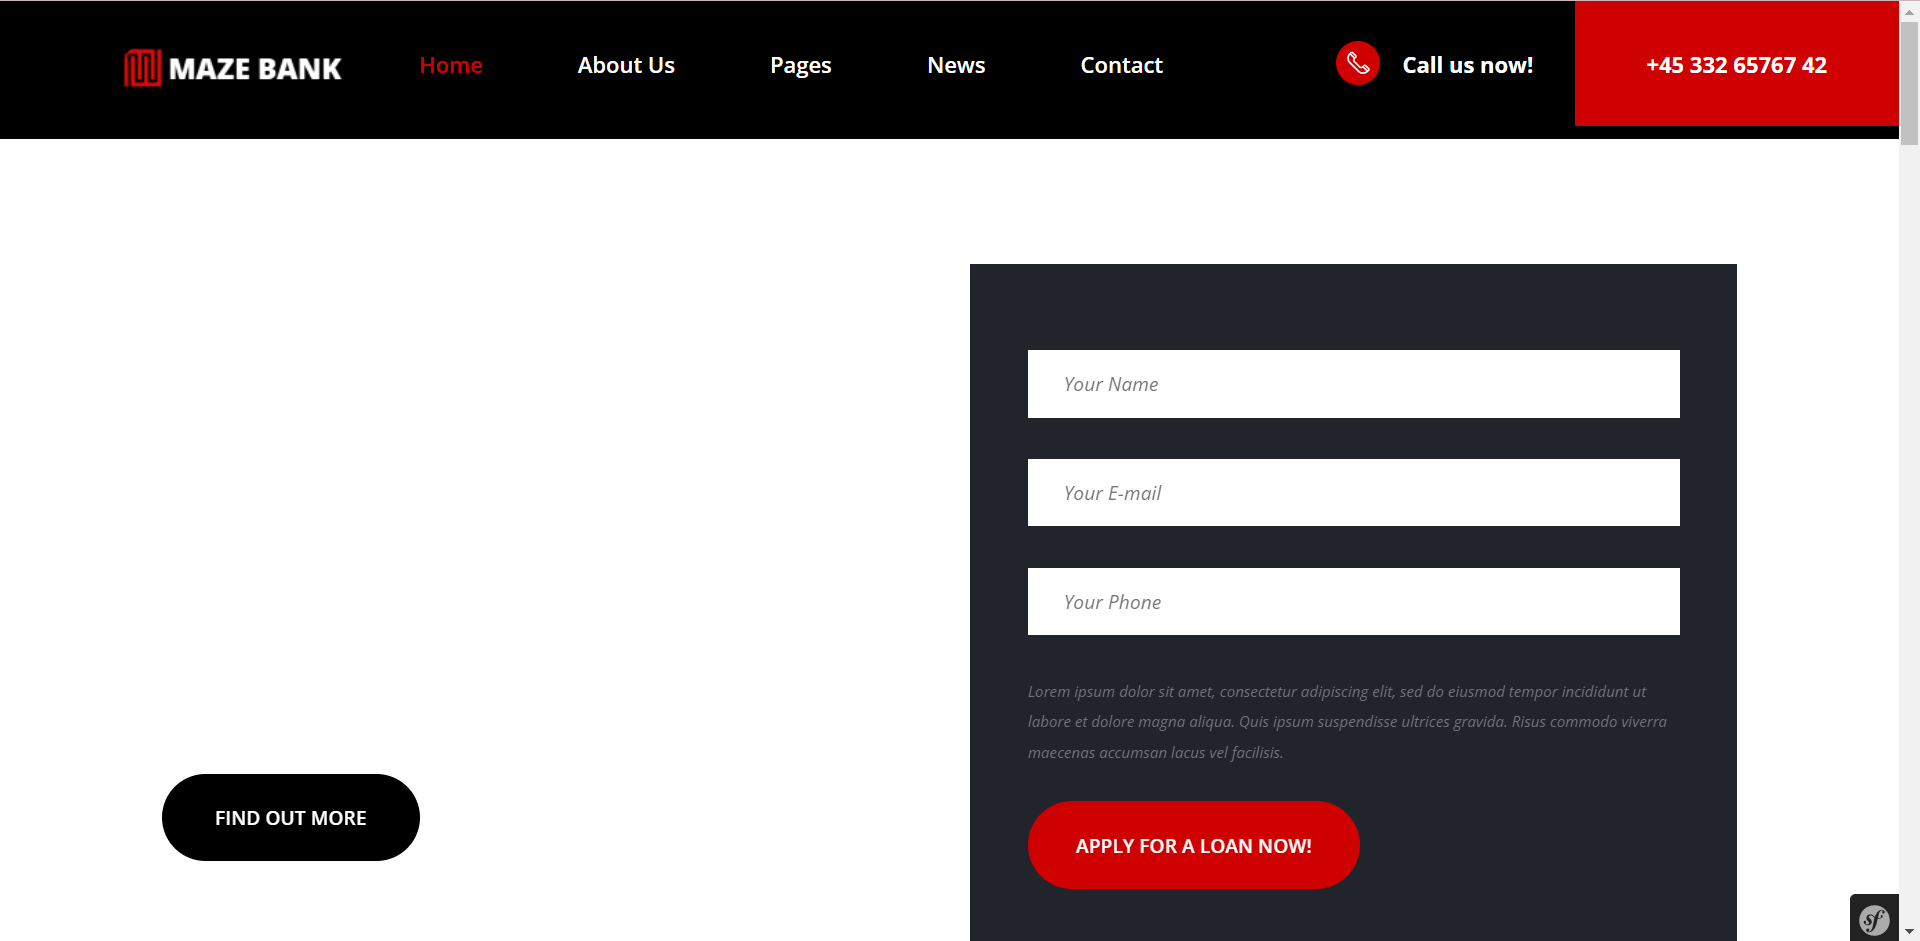 MAZE BANK
Home
About Us
Pages
News
Contact
Call us now!
+45 332 65767 42
Your Name
Your E-mail
Your Phone
Lorem ipsum dolor sit amet, consectetur adipiscing elit, sed do eiusmod tempor incididunt ut
labore et dolore magna aliqua. Quis ipsum suspendisse ultrices gravida. Risus commodo viverra
maecenas accumsan lacus vel facilisis.
FIND OUT MORE
APPLY FOR A LOAN NOW!
sf